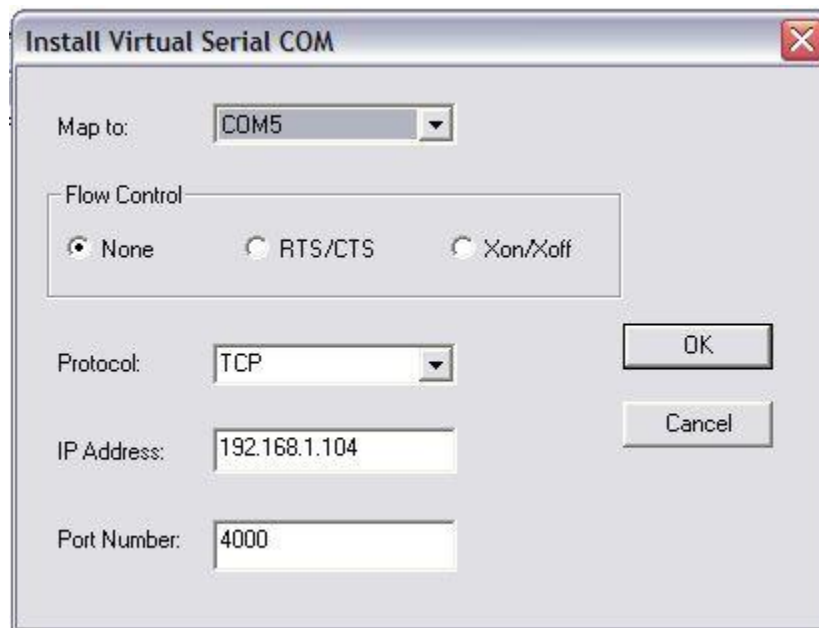 Install Virtual Serial COM
Map to: COM5
Flow Control
None RTS/CTS Xon/Xoff
Protocol: TCP
OK
IP Address: 192.168.1.104
Cancel
Port Number: 4000